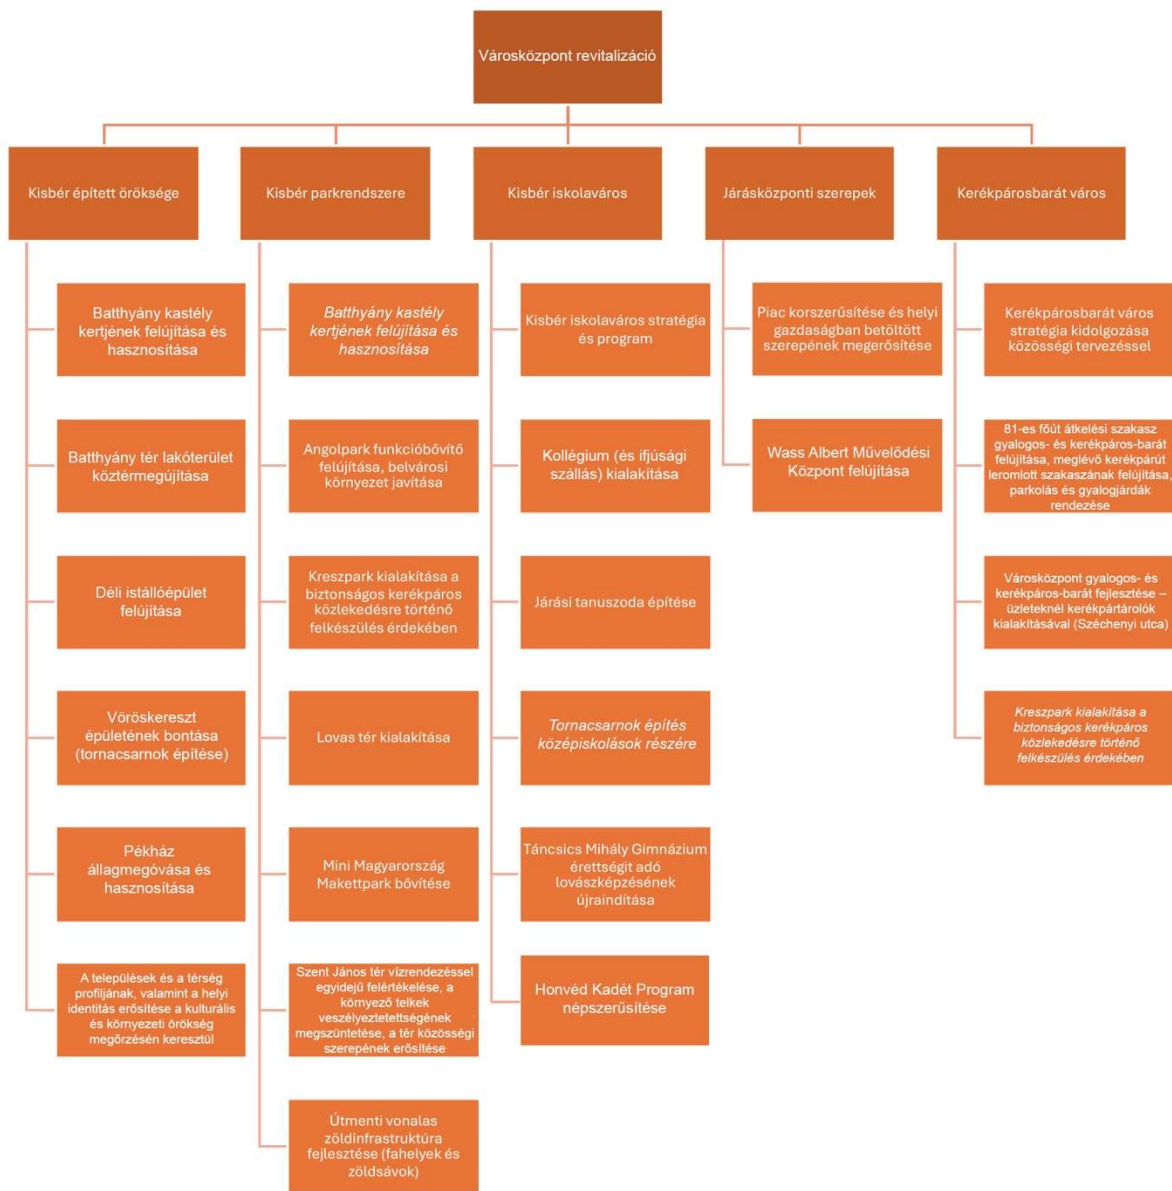 Városközpont revitalizáció
Kisbér épített öröksége
Kisbér parkrendszere
Kisbér iskolaváros
Járásközponti szerepek
Kerékpárosbarát város
Batthyány kastély
kertjének felújítása és
hasznosítása
Batthyány tér lakóterület
köztérmegújítása
Déli istállóépület
felújítása
Vöröskereszt
épületének bontása
(tornacsarnok építése)
Pékház
állagmegóvása és
hasznosítása
A települések és a térség
profiljának, valamint a helyi
identitás erősítése a kulturális
és környezeti örökség
megőrzésén keresztül
Batthyány kastély
kertjének felújítása és
hasznosítása
Angolpark funkcióbővítő
felújítása, belvárosi
környezet javítása
Kreszpark kialakítása a
biztonságos kerékpáros
közlekedésre történő
felkészülés érdekében
Lovas tér kialakítása
Mini Magyarország
Makettpark bővítése
Szent János tér vízrendezéssel
egyidejű felértékelése, a
környező telkek
veszélyeztetettségének
megszüntetése, a tér közösségi
szerepének erősítése
Útmenti vonalas
zöldinfrastruktúra
fejlesztése (fahelyek és
zöldsávok)
Kisbér iskolaváros stratégia
és program
Kollégium (és ifjúsági
szállás) kialakítása
Járási tanuszoda építése
Tornacsarnok építés
középiskolások részére
Táncsics Mihály Gimnázium
érettségit adó
lovászképzésének
újraindítása
Honvéd Kadét Program
népszerűsítése
Piac korszerűsítése és helyi
gazdaságban betöltött
szerepének megerősítése
Wass Albert Művelődési
Központ felújítása
Kerékpárosbarát város
stratégia kidolgozása
közösségi tervezéssel
81-es főút átkelési szakasz
gyalogos- és kerékpáros-barát
felújítása, meglévő kerékpárút
leromlott szakaszának felújítása,
parkolás és gyalogjárdák
rendezése
Városközpont gyalogos- és
kerékpáros-barát fejlesztése –
üzleteknél kerékpártárolók
kialakításával (Széchenyi utca)
Kreszpark kialakítása a
biztonságos kerékpáros
közlekedésre történő
felkészülés érdekében